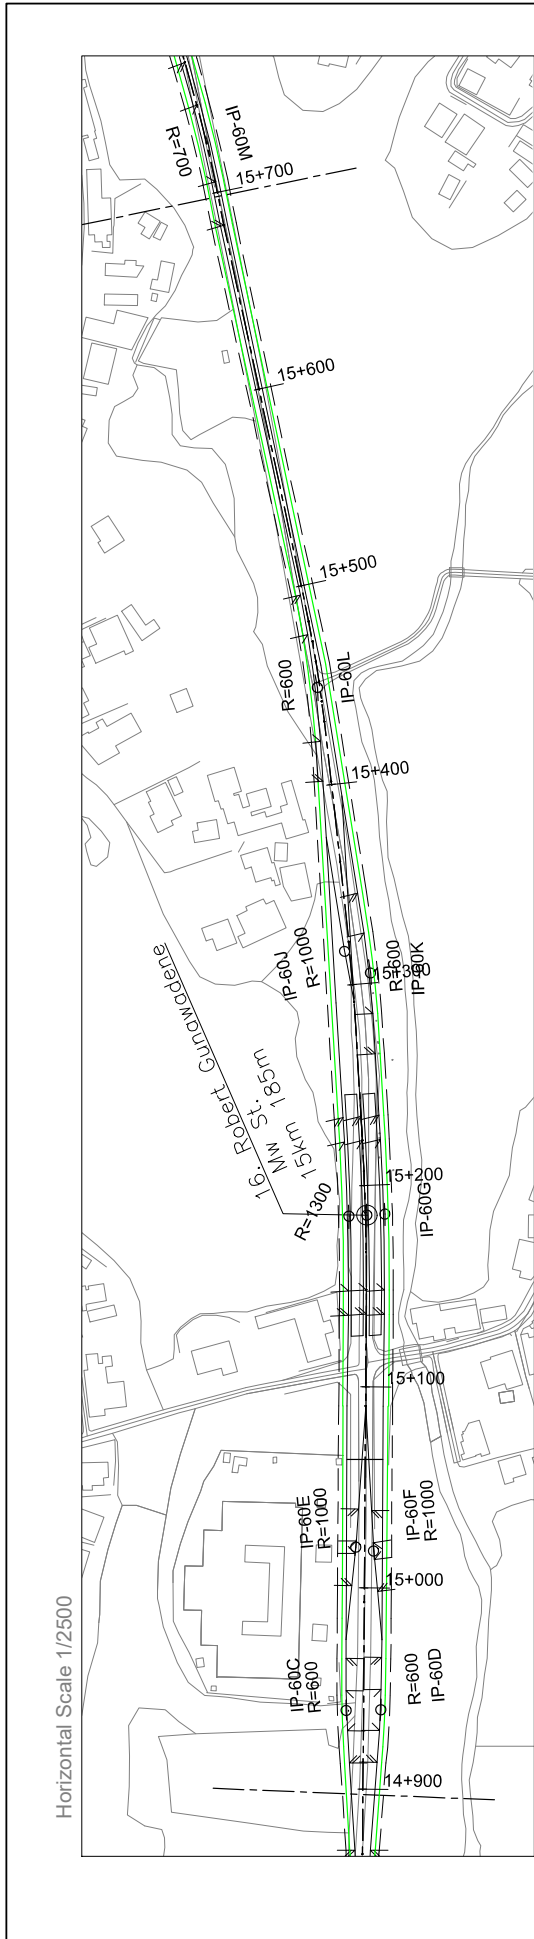 Horizontal Scale 1/2500
IP-60M
R=700
15+700
15+600
15+500
R=600
IP-60L
15+400
IP-60J
R=1000
15+300
R=600
IP-60K
16. Robert Gunawadene
Mw St.
15km 185m
R=1300
15+200
IP-60G
15+100
IP-60E
R=1000
IP-60F
R=1000
15+000
IP-60C
R=600
R=600
IP-60D
14+900